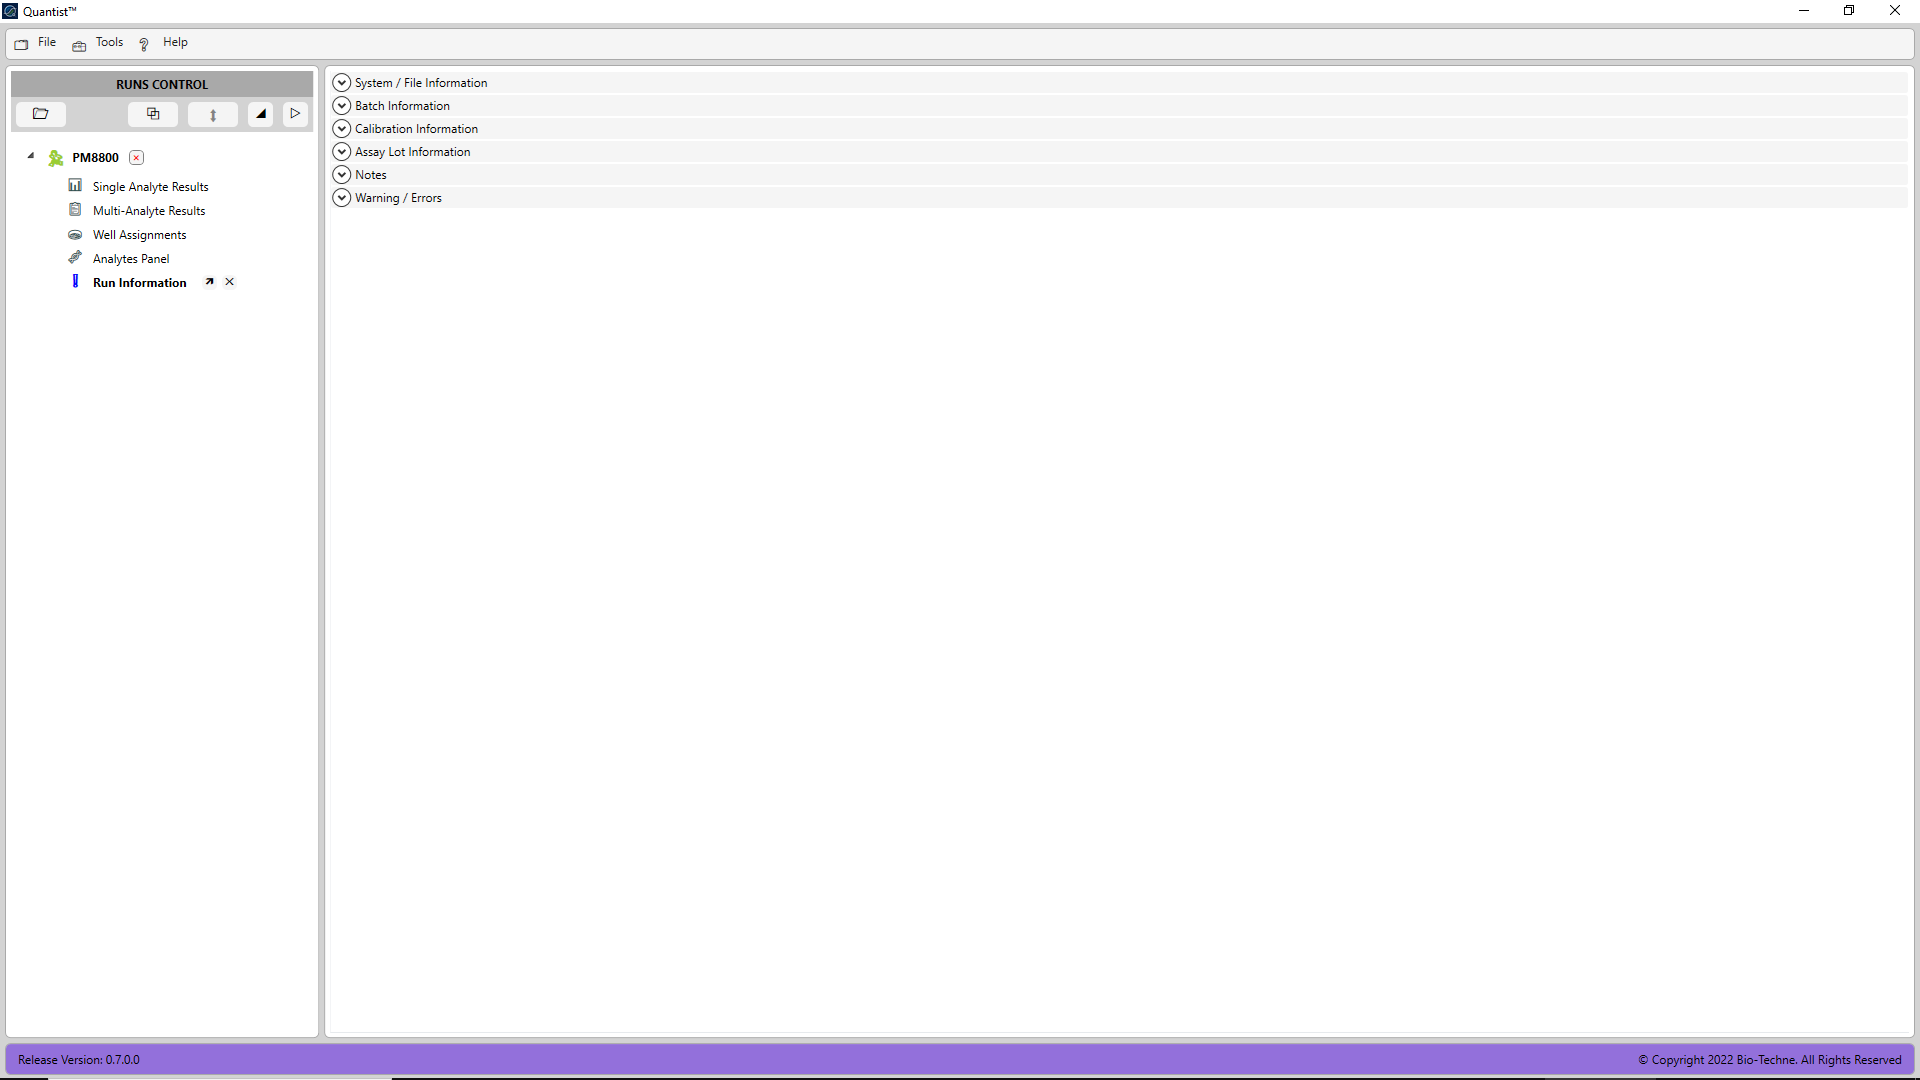 Quantist™
File Tools Help
RUNS CONTROL
PM8800
Single Analyte Results
Multi-Analyte Results
Well Assignments
Analytes Panel
Run Information
System / File Information
Batch Information
Calibration Information
Assay Lot Information
Notes
Warning / Errors
Release Version: 0.7.0.0
© Copyright 2022 Bio-Techne. All Rights Reserved